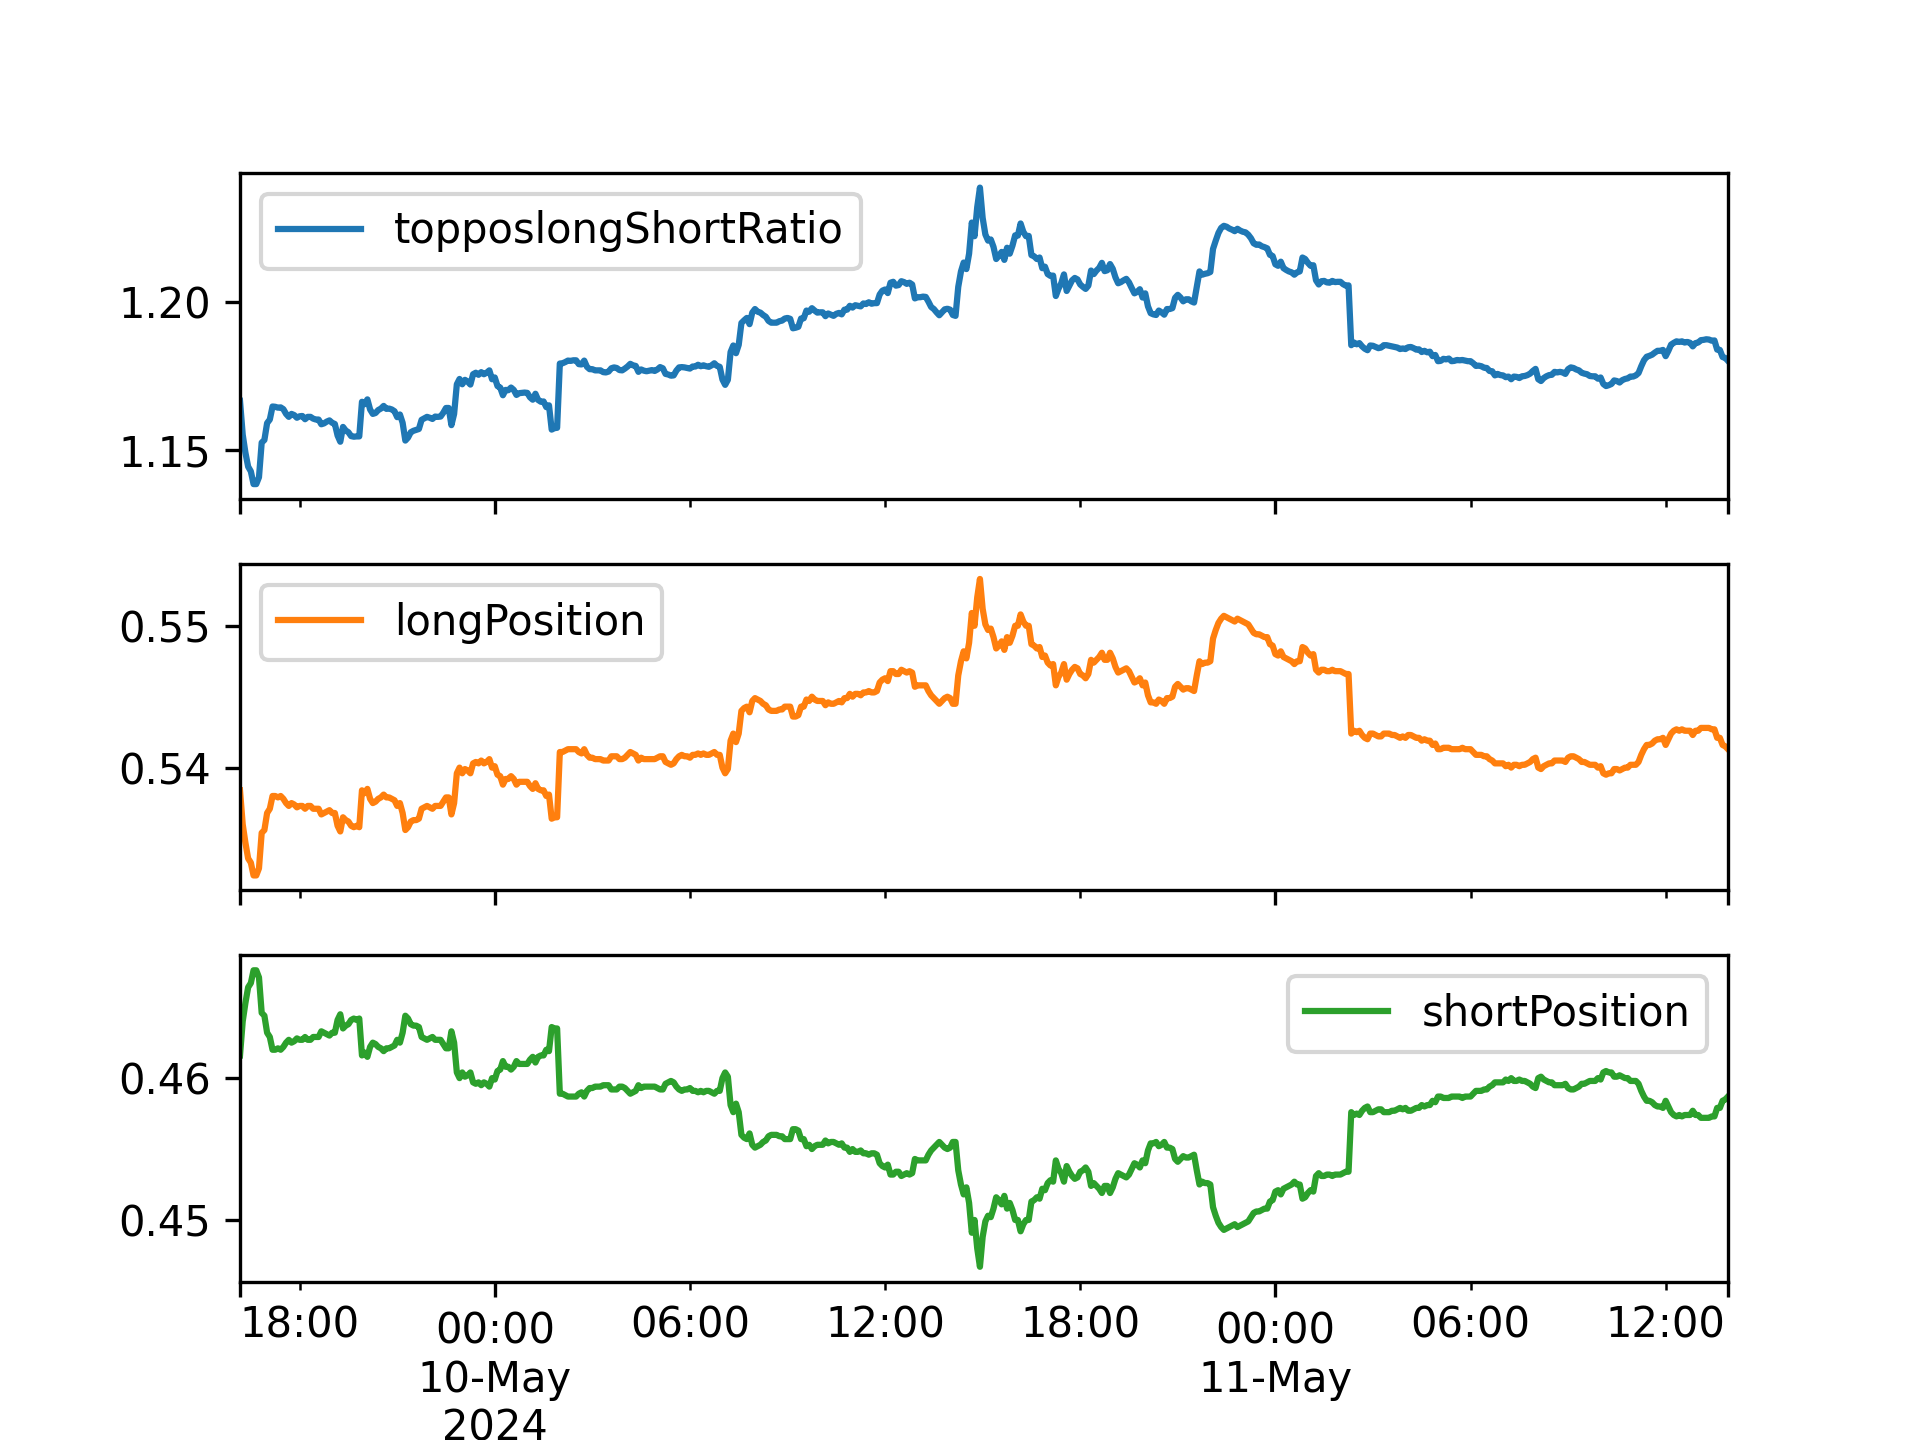 topposlongShortRatio
1.20
1.15
longPosition
0.55
0.54
shortPosition
0.46
0.45
18:00 00:00 06:00 12:00 18:00 00:00 06:00 12:00
10-May 11-May
2024